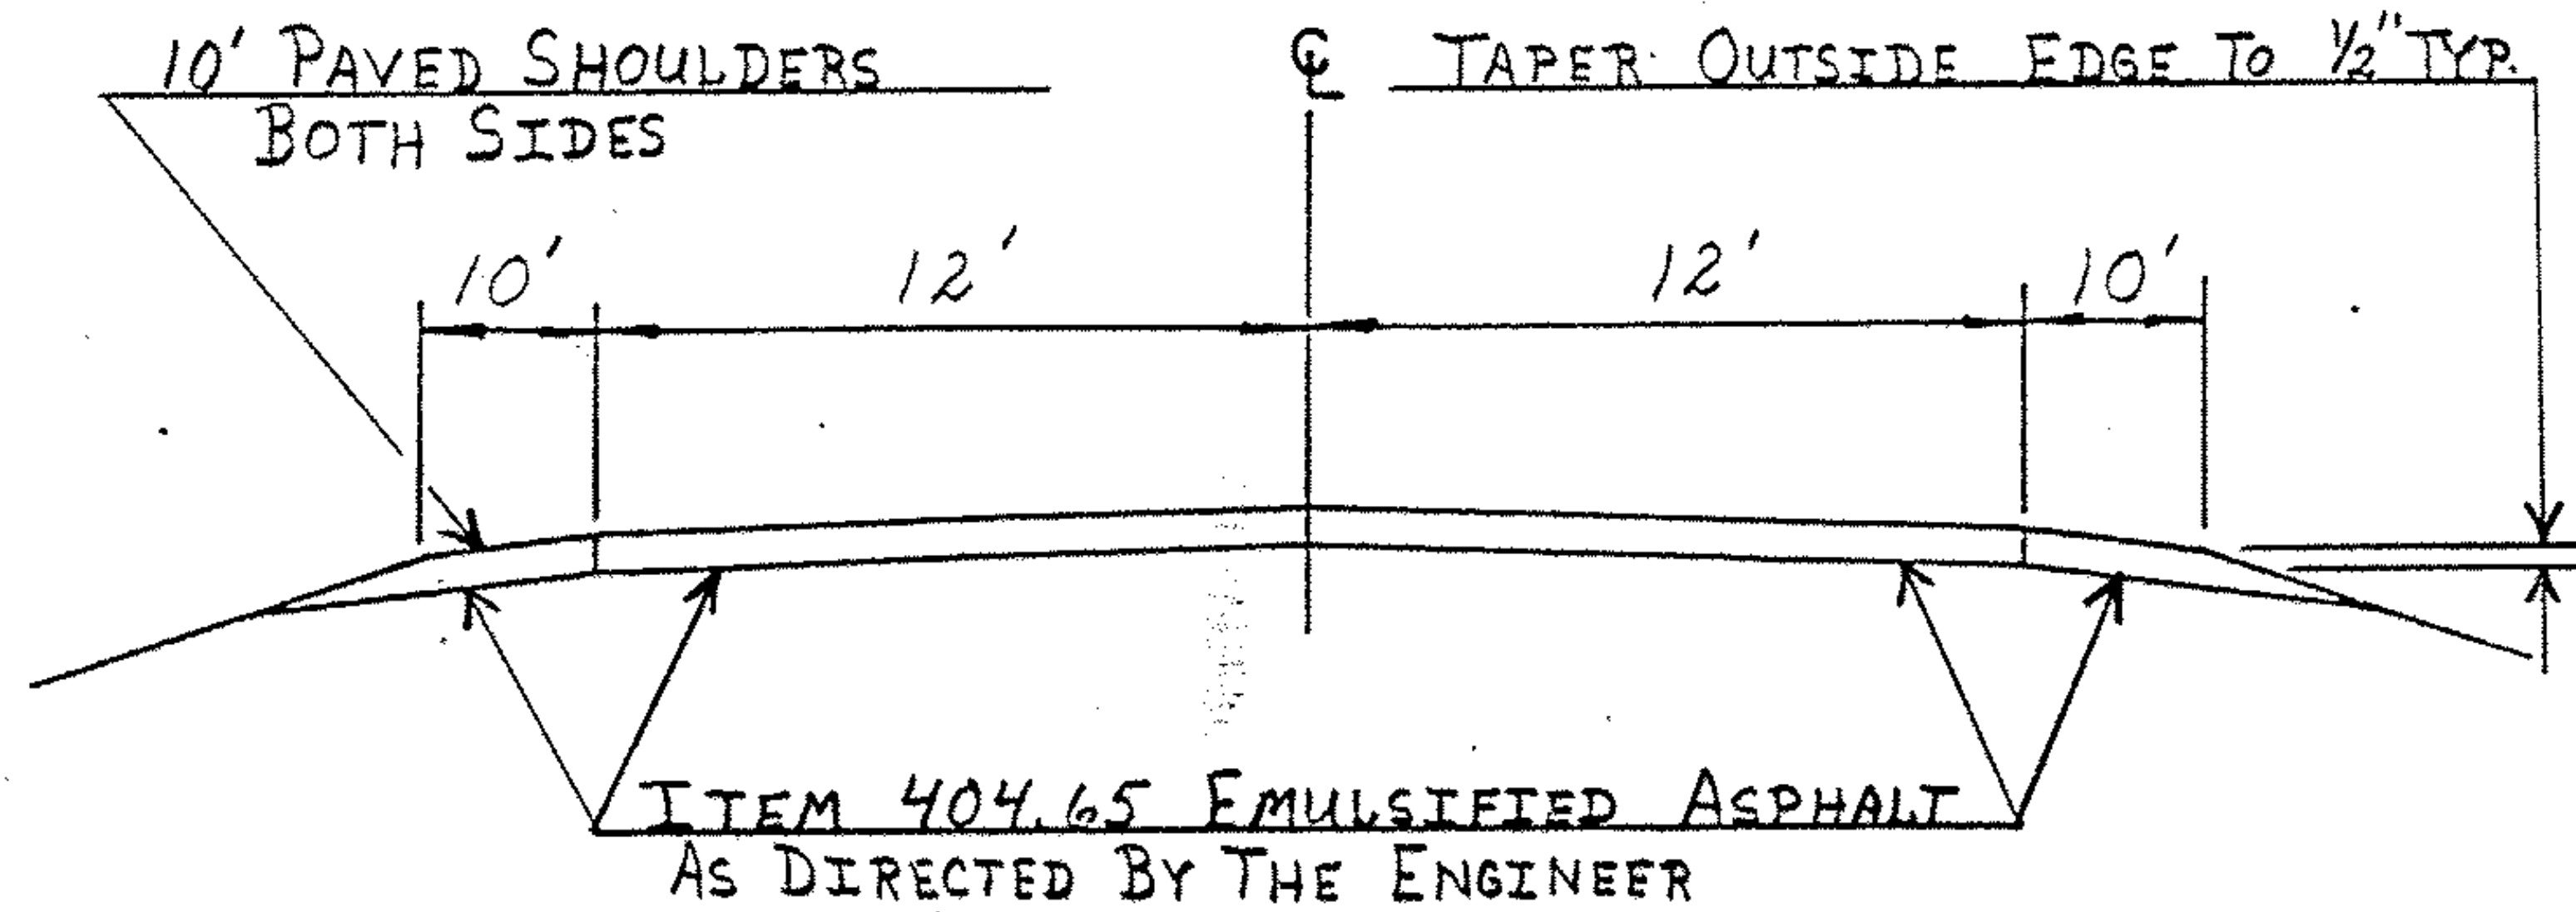 10' PAVED SHOULDERS
BOTH SIDES
℄
TAPER OUTSIDE EDGE TO ½" TYP.
10' 12' 12' 10'
ITEM 404.65 EMULSIFIED ASPHALT
AS DIRECTED BY THE ENGINEER